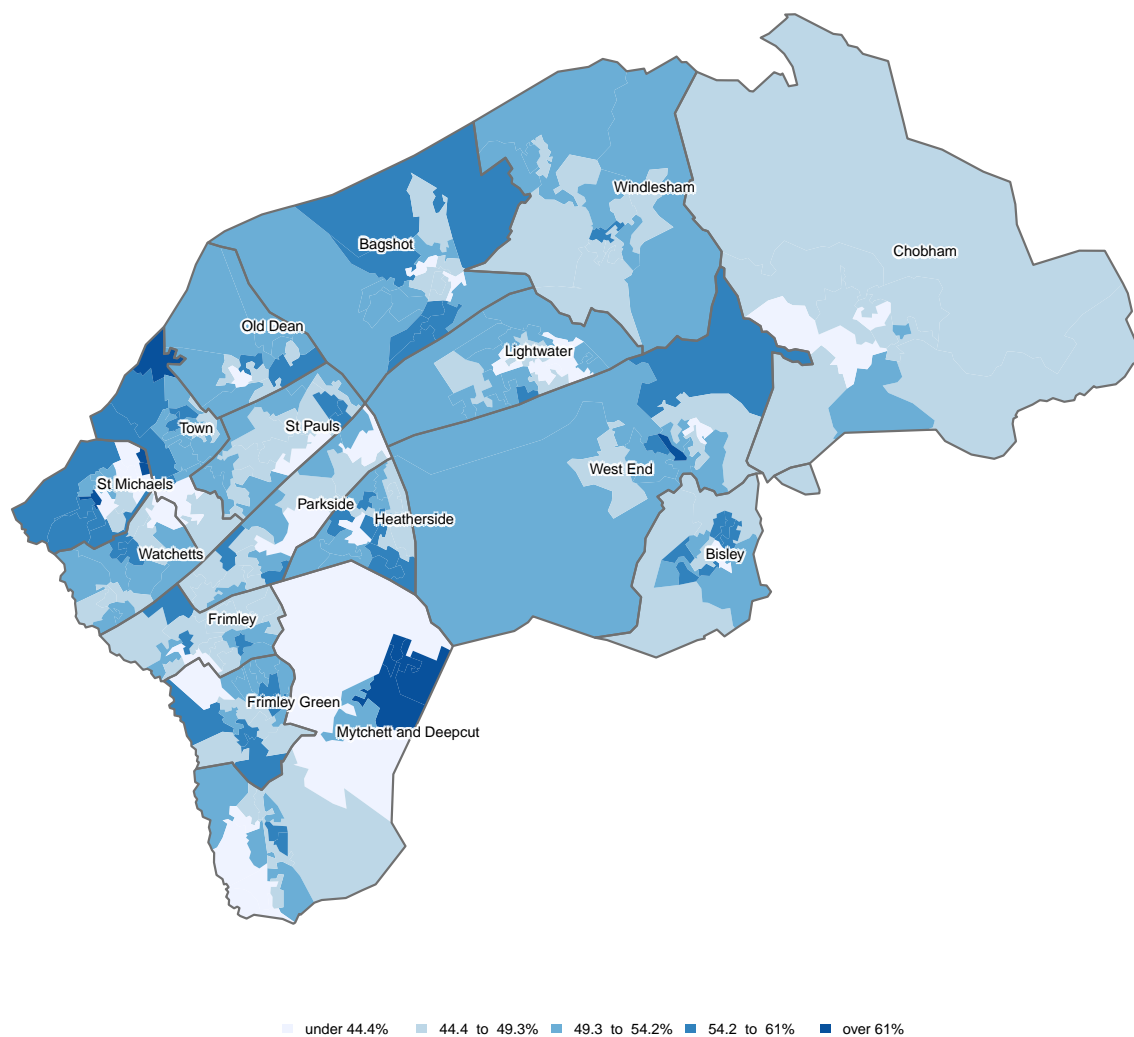 Windlesham
Bagshot
Chobham
Old Dean
Lightwater
St Pauls
Town
West End
St Michaels
Parkside
Heatherside
Watchetts
Bisley
Frimley
Frimley Green
Mytchett and Deepcut
under 44.4% 44.4 to 49.3% 49.3 to 54.2% 54.2 to 61% over 61%